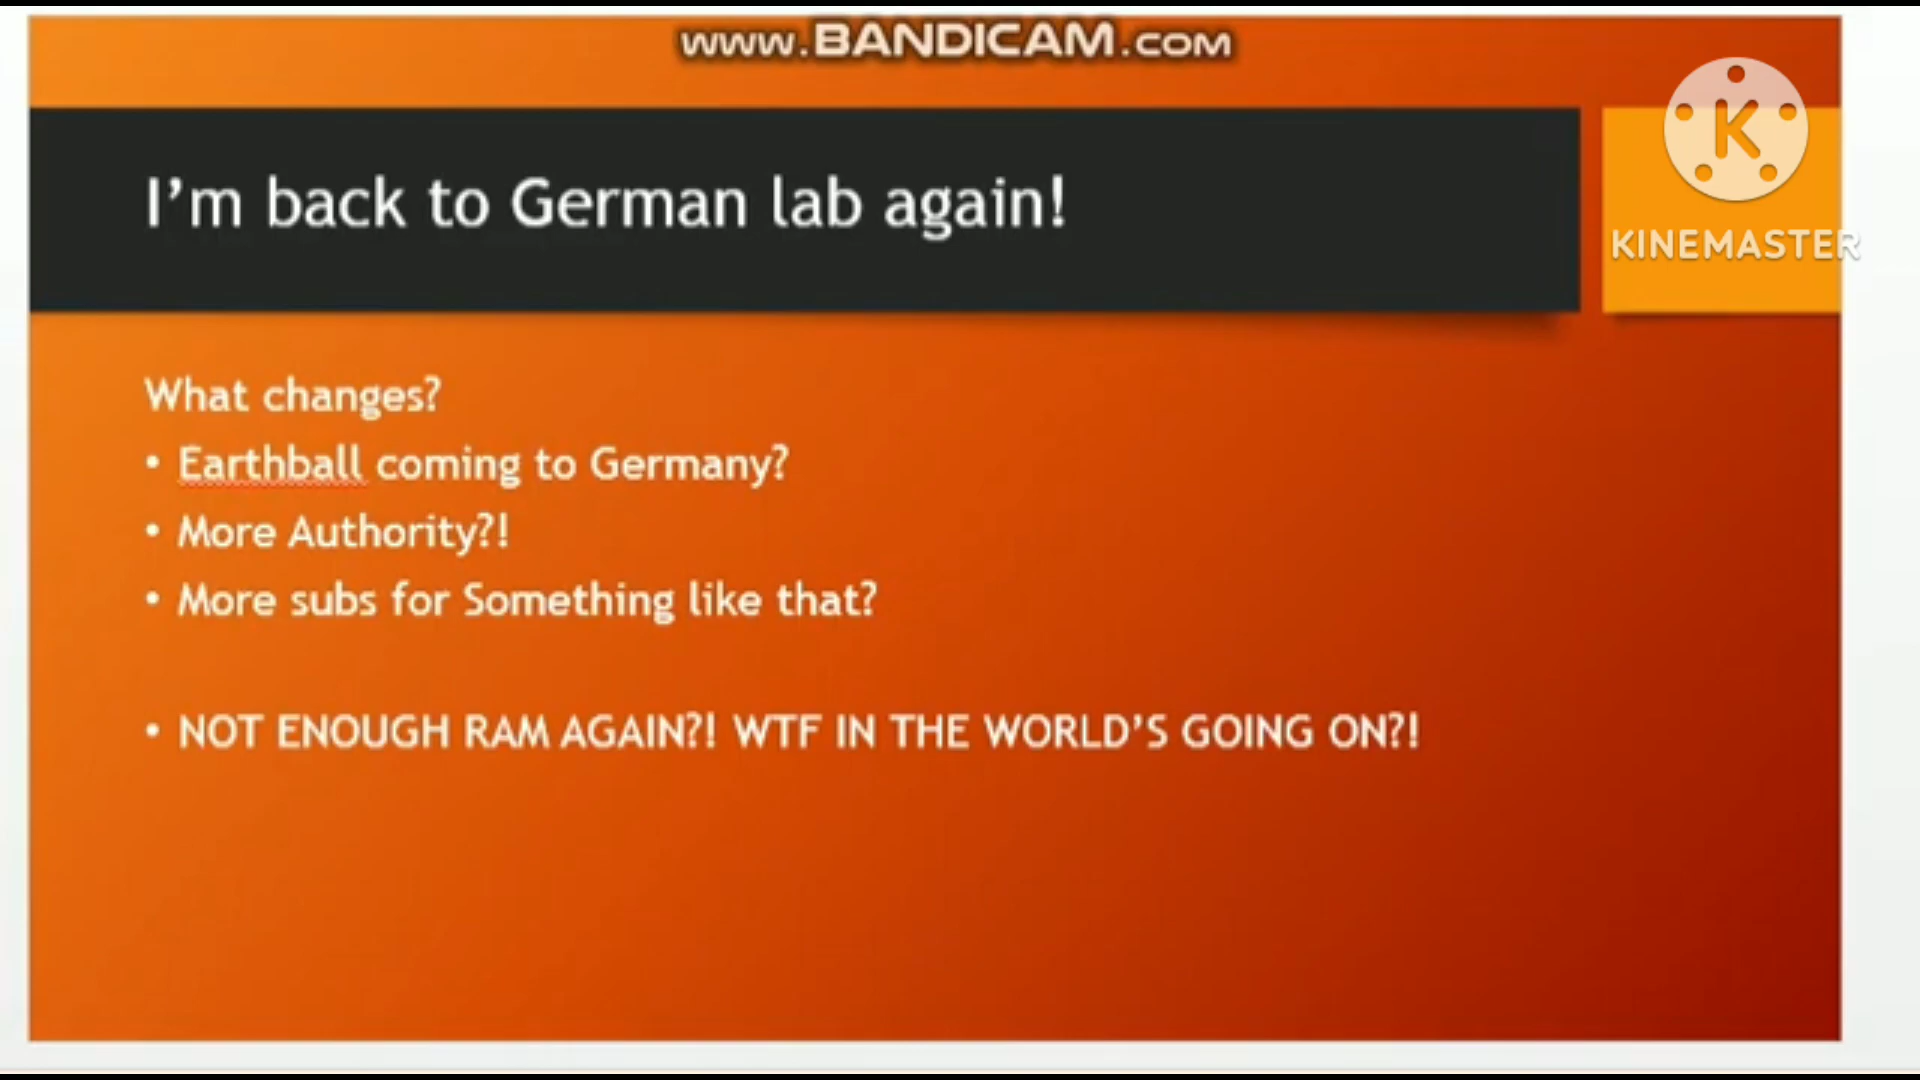 www.BANDICAM.com
K
KINEMASTER
I’m back to German lab again!
What changes?
• Earthball coming to Germany?
• More Authority?!
• More subs for Something like that?
• NOT ENOUGH RAM AGAIN?! WTF IN THE WORLD’S GOING ON?!